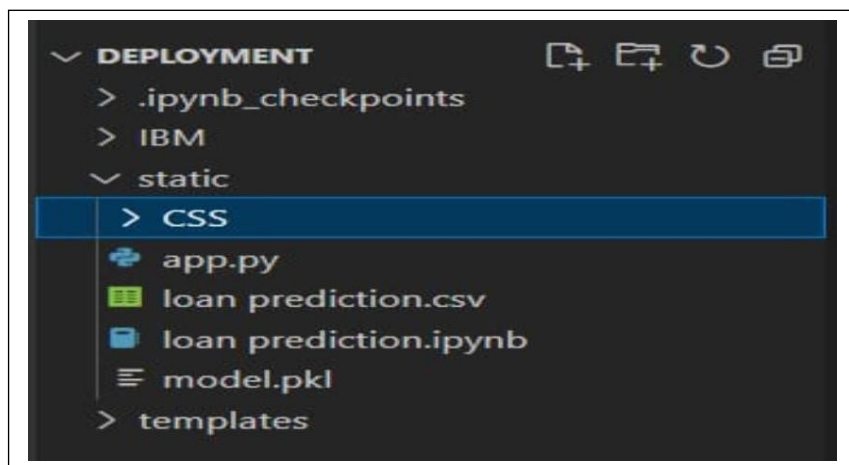 DEPLOYMENT
.ipynb_checkpoints
IBM
static
CSS
app.py
loan prediction.csv
loan prediction.ipynb
model.pkl
templates